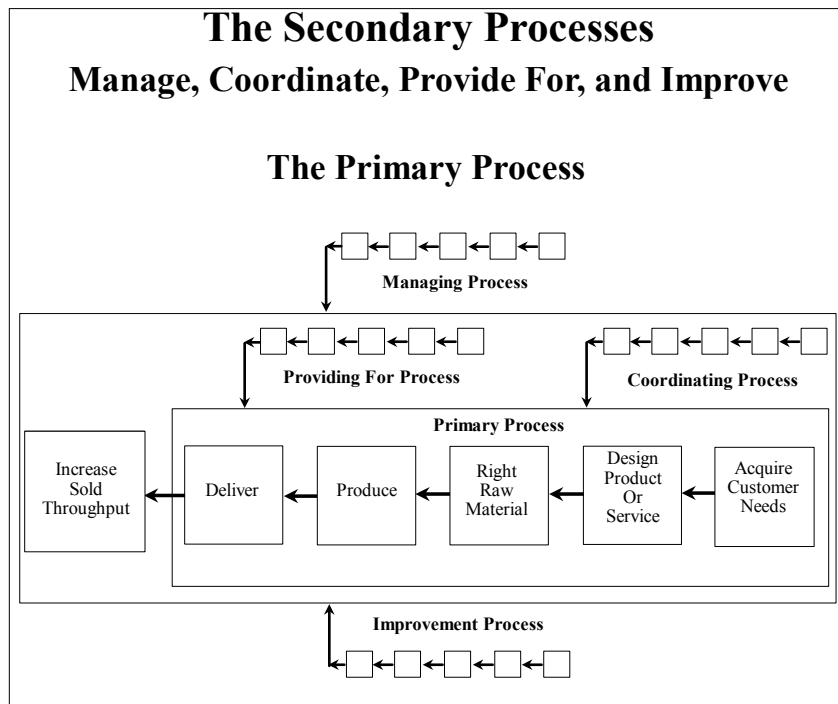 The Secondary Processes
Manage, Coordinate, Provide For, and Improve
The Primary Process
Managing Process
Providing For Process
Coordinating Process
Primary Process
Increase
Sold
Throughput
Deliver
Produce
Right
Raw
Material
Design
Product
Or
Service
Acquire
Customer
Needs
Improvement Process